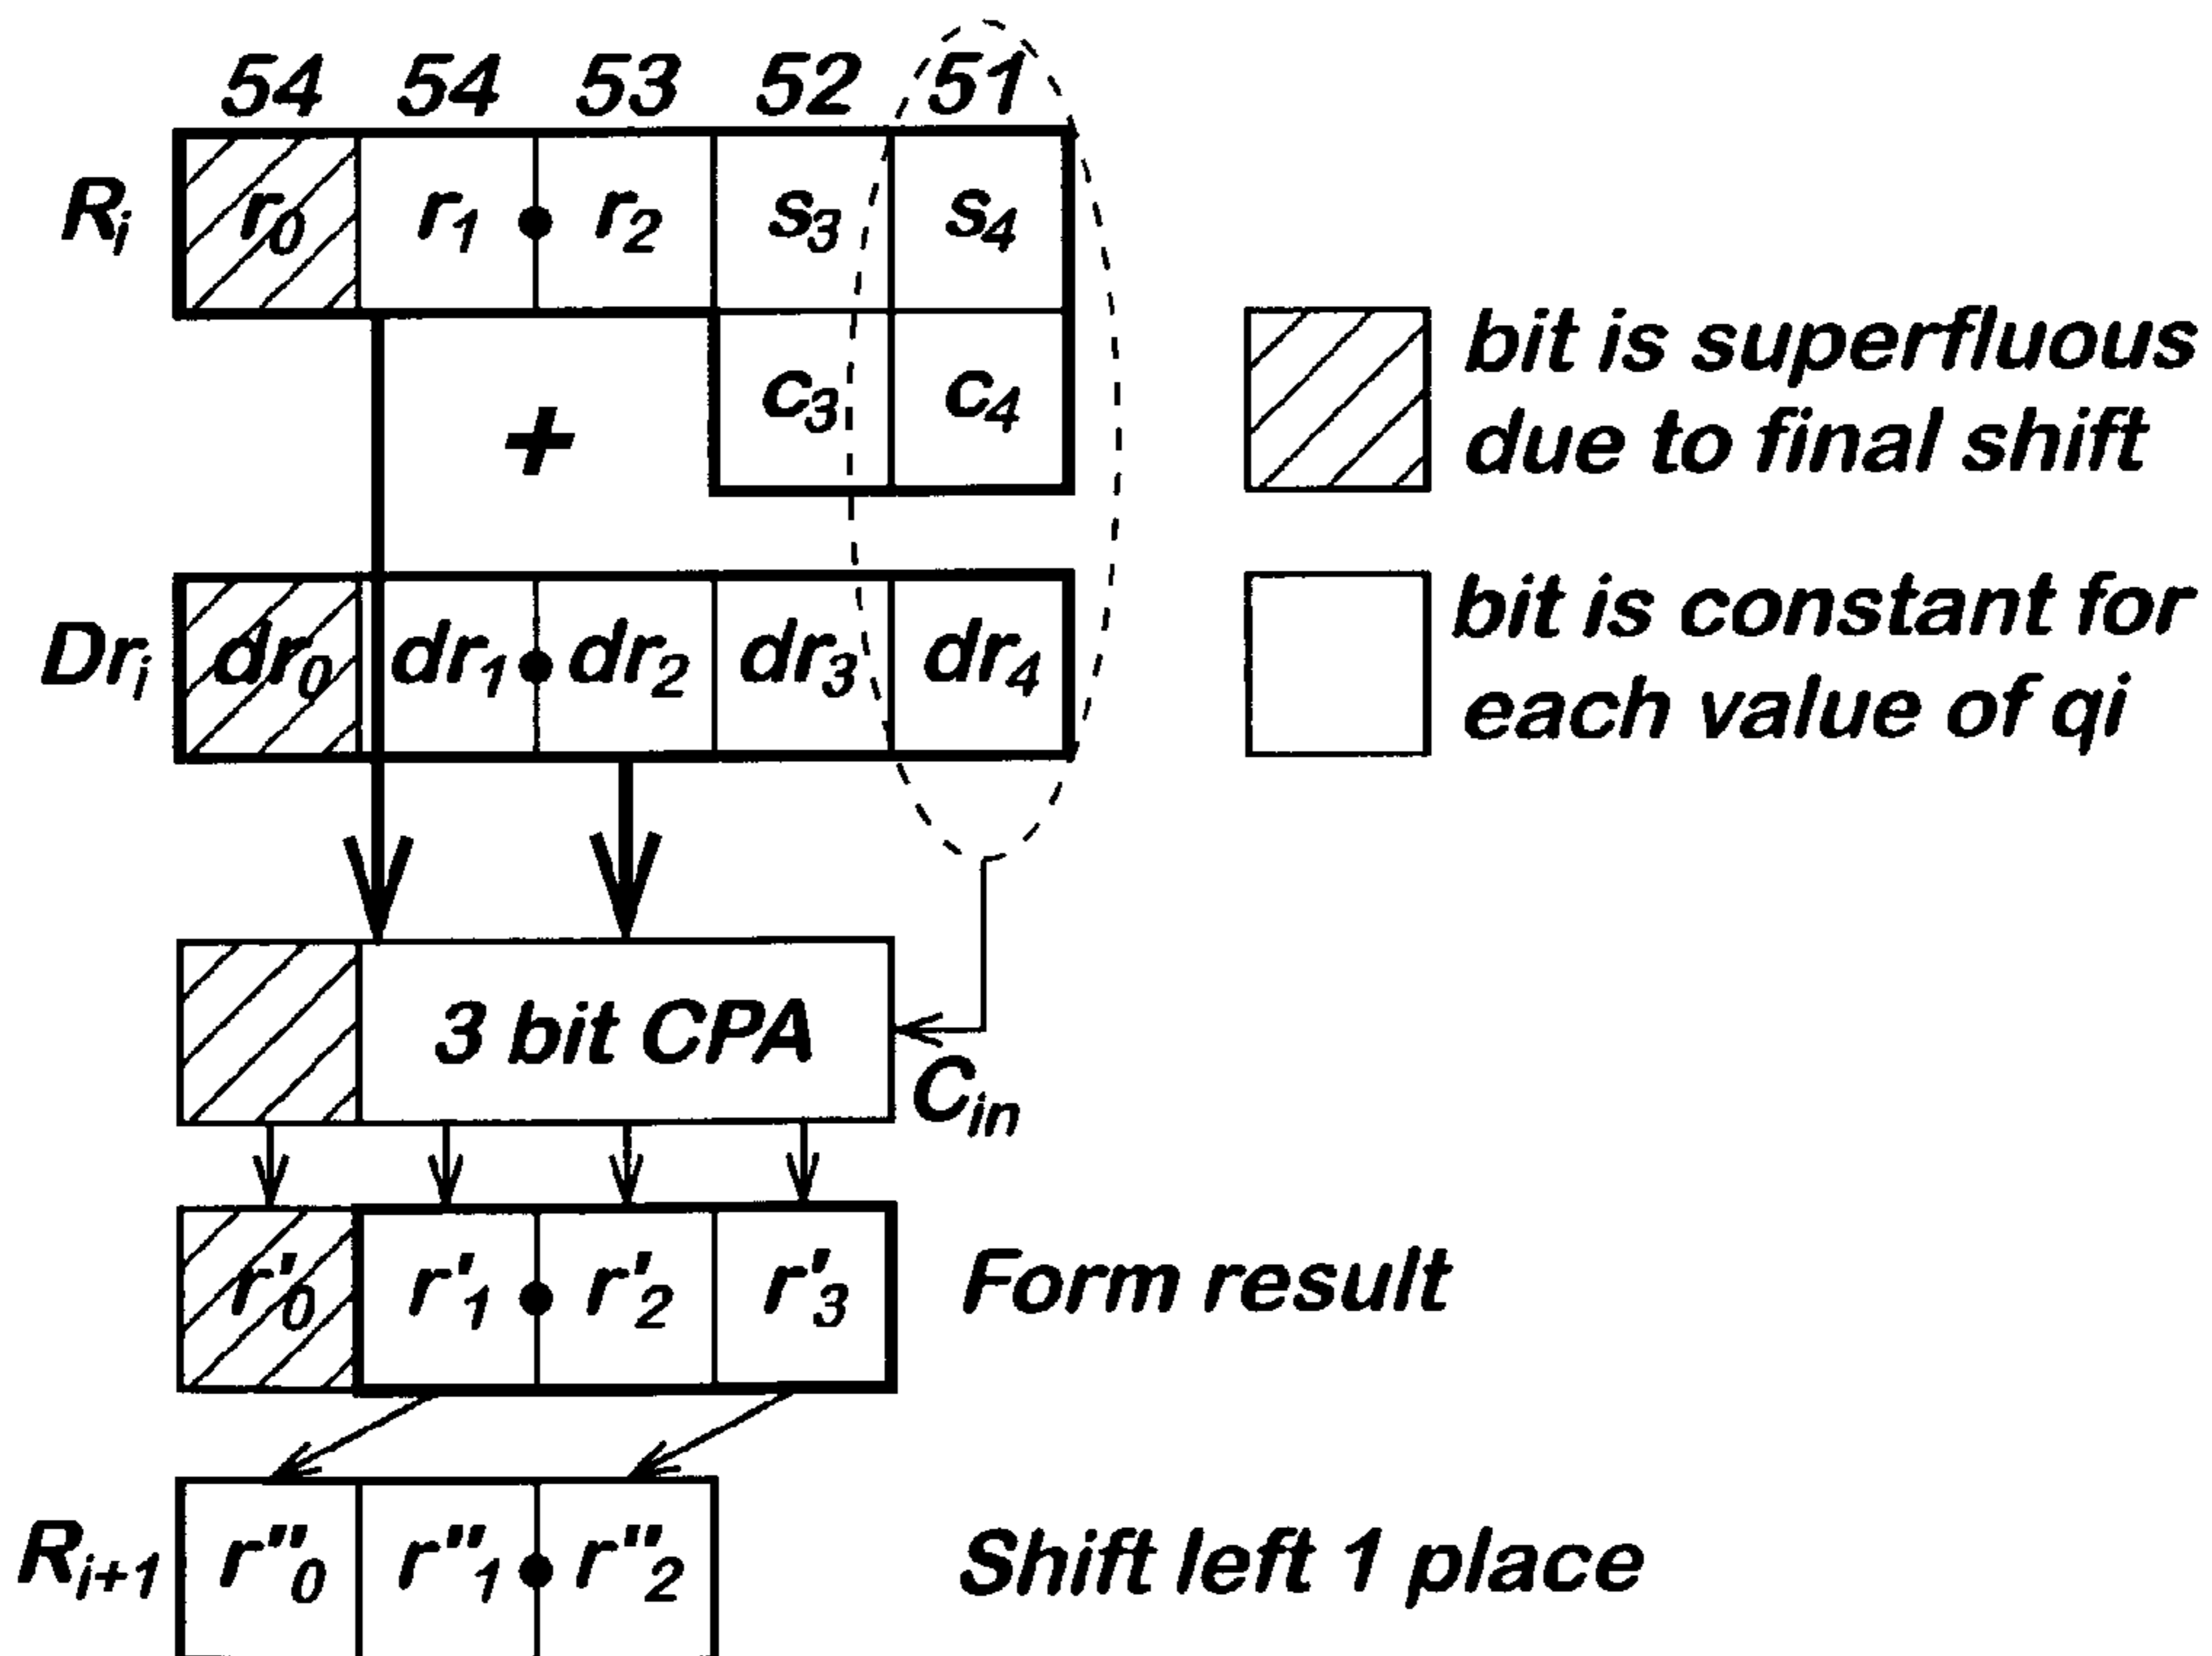 54 54 53 52 51
Ri r0 r1 r2 s3 s4
c3 c4
+
bit is superfluous
due to final shift
Dri dr0 dr1 dr2 dr3 dr4
bit is constant for
each value of qi
3 bit CPA
Cin
r'0 r'1 r'2 r'3 Form result
Ri+1 r"0 r"1 r"2 Shift left 1 place